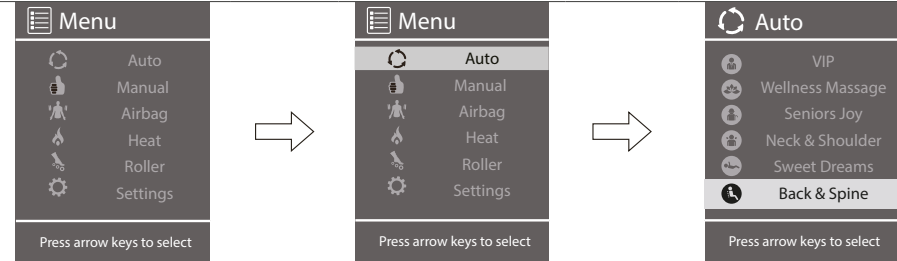 Menu
Auto
Manual
Airbag
Heat
Roller
Settings
Press arrow keys to select
Menu
Auto
Manual
Airbag
Heat
Roller
Settings
Press arrow keys to select
Auto
VIP
Wellness Massage
Seniors Joy
Neck & Shoulder
Sweet Dreams
Back & Spine
Press arrow keys to select